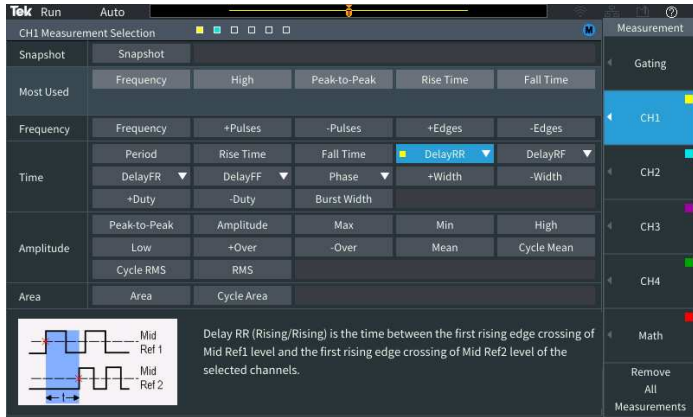 Tek Run Auto
CH1 Measurement Selection M Measurement
Snapshot Snapshot
Gating
Most Used Frequency High Peak-to-Peak Rise Time Fall Time
CH1
Frequency Frequency +Pulses -Pulses +Edges -Edges
Time Period Rise Time Fall Time DelayRR DelayRF
DelayFR DelayFF Phase +Width -Width
CH2
+Duty -Duty Burst Width
Amplitude Peak-to-Peak Amplitude Max Min High
CH3
Low +Over -Over Mean Cycle Mean
Cycle RMS RMS
CH4
Area Area Cycle Area
Mid
Ref 1
Mid
Ref 2
t
Delay RR (Rising/Rising) is the time between the first rising edge crossing of
Mid Ref1 level and the first rising edge crossing of Mid Ref2 level of the
selected channels.
Math
Remove
All
Measurements